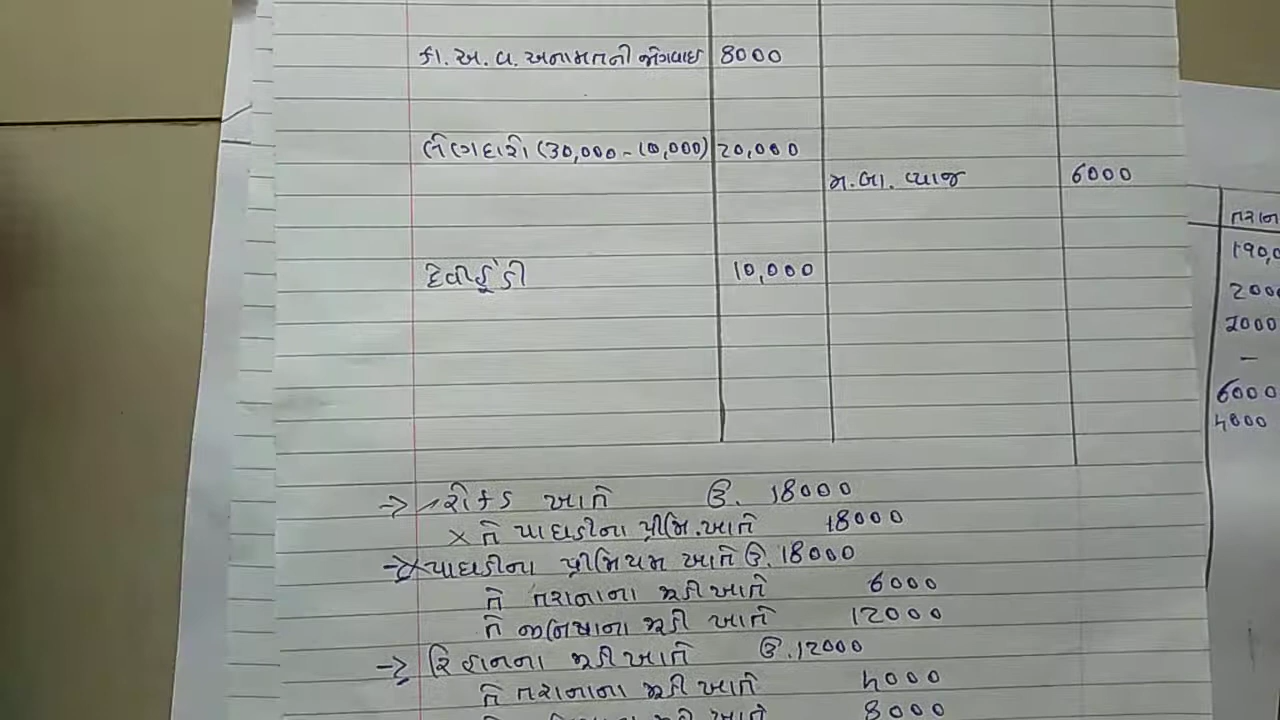 કા. અ. વ. અનામતની જોગવાઇ 8000
લેણદારો (30,000 - 10,000) 20,000
મ.બા. વ્યાજ 6000
દેવીહૂંડી 10,000
→ રોકડ ખાતે ઉ. 18000
× તે પાઘડીના પ્રીમિ. ખાતે 18000
→ પાઘડીના પ્રીમિયમ ખાતે ઉ. 18000
તે તરાનાના મૂડી ખાતે 6000
તે જીનિષાના મૂડી ખાતે 12000
→ રિહાનના મૂડી ખાતે ઉ. 12000
તે તરાનાના મૂડી ખાતે 4000
મૂડી ખાતે 8000
તરાના
190,0
2000
2000
–
6000
4000